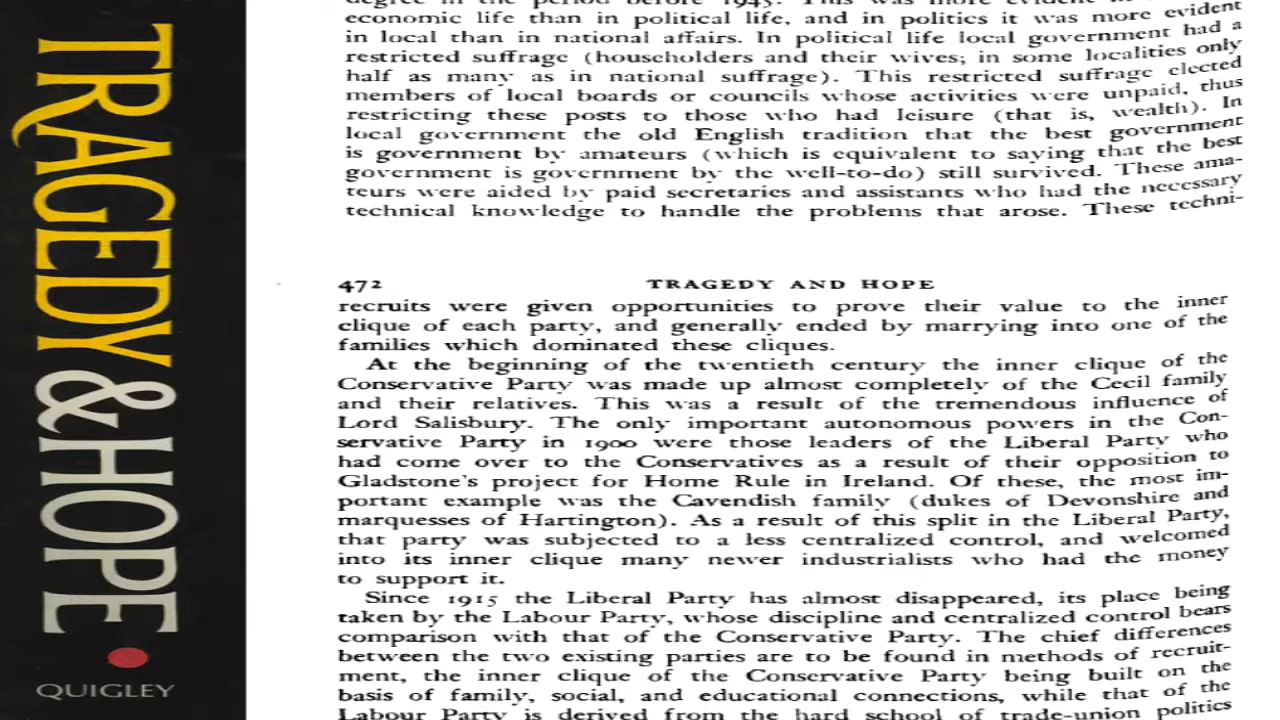 TRAGEDY & HOPE
QUIGLEY
degree in the period before 1945. This was more evident in
economic life than in political life, and in politics it was more evident
in local than in national affairs. In political life local government had a
restricted suffrage (householders and their wives; in some localities only
half as many as in national suffrage). This restricted suffrage elected
members of local boards or councils whose activities were unpaid, thus
restricting these posts to those who had leisure (that is, wealth). In
local government the old English tradition that the best government
is government by amateurs (which is equivalent to saying that the best
government is government by the well-to-do) still survived. These ama-
teurs were aided by paid secretaries and assistants who had the necessary
technical knowledge to handle the problems that arose. These techni-
472 TRAGEDY AND HOPE
recruits were given opportunities to prove their value to the inner
clique of each party, and generally ended by marrying into one of the
families which dominated these cliques.
At the beginning of the twentieth century the inner clique of the
Conservative Party was made up almost completely of the Cecil family
and their relatives. This was a result of the tremendous influence of
Lord Salisbury. The only important autonomous powers in the Con-
servative Party in 1900 were those leaders of the Liberal Party who
had come over to the Conservatives as a result of their opposition to
Gladstone's project for Home Rule in Ireland. Of these, the most im-
portant example was the Cavendish family (dukes of Devonshire and
marquesses of Hartington). As a result of this split in the Liberal Party,
that party was subjected to a less centralized control, and welcomed
into its inner clique many newer industrialists who had the money
to support it.
Since 1915 the Liberal Party has almost disappeared, its place being
taken by the Labour Party, whose discipline and centralized control bears
comparison with that of the Conservative Party. The chief differences
between the two existing parties are to be found in methods of recruit-
ment, the inner clique of the Conservative Party being built on the
basis of family, social, and educational connections, while that of the
Labour Party is derived from the hard school of trade-union politics